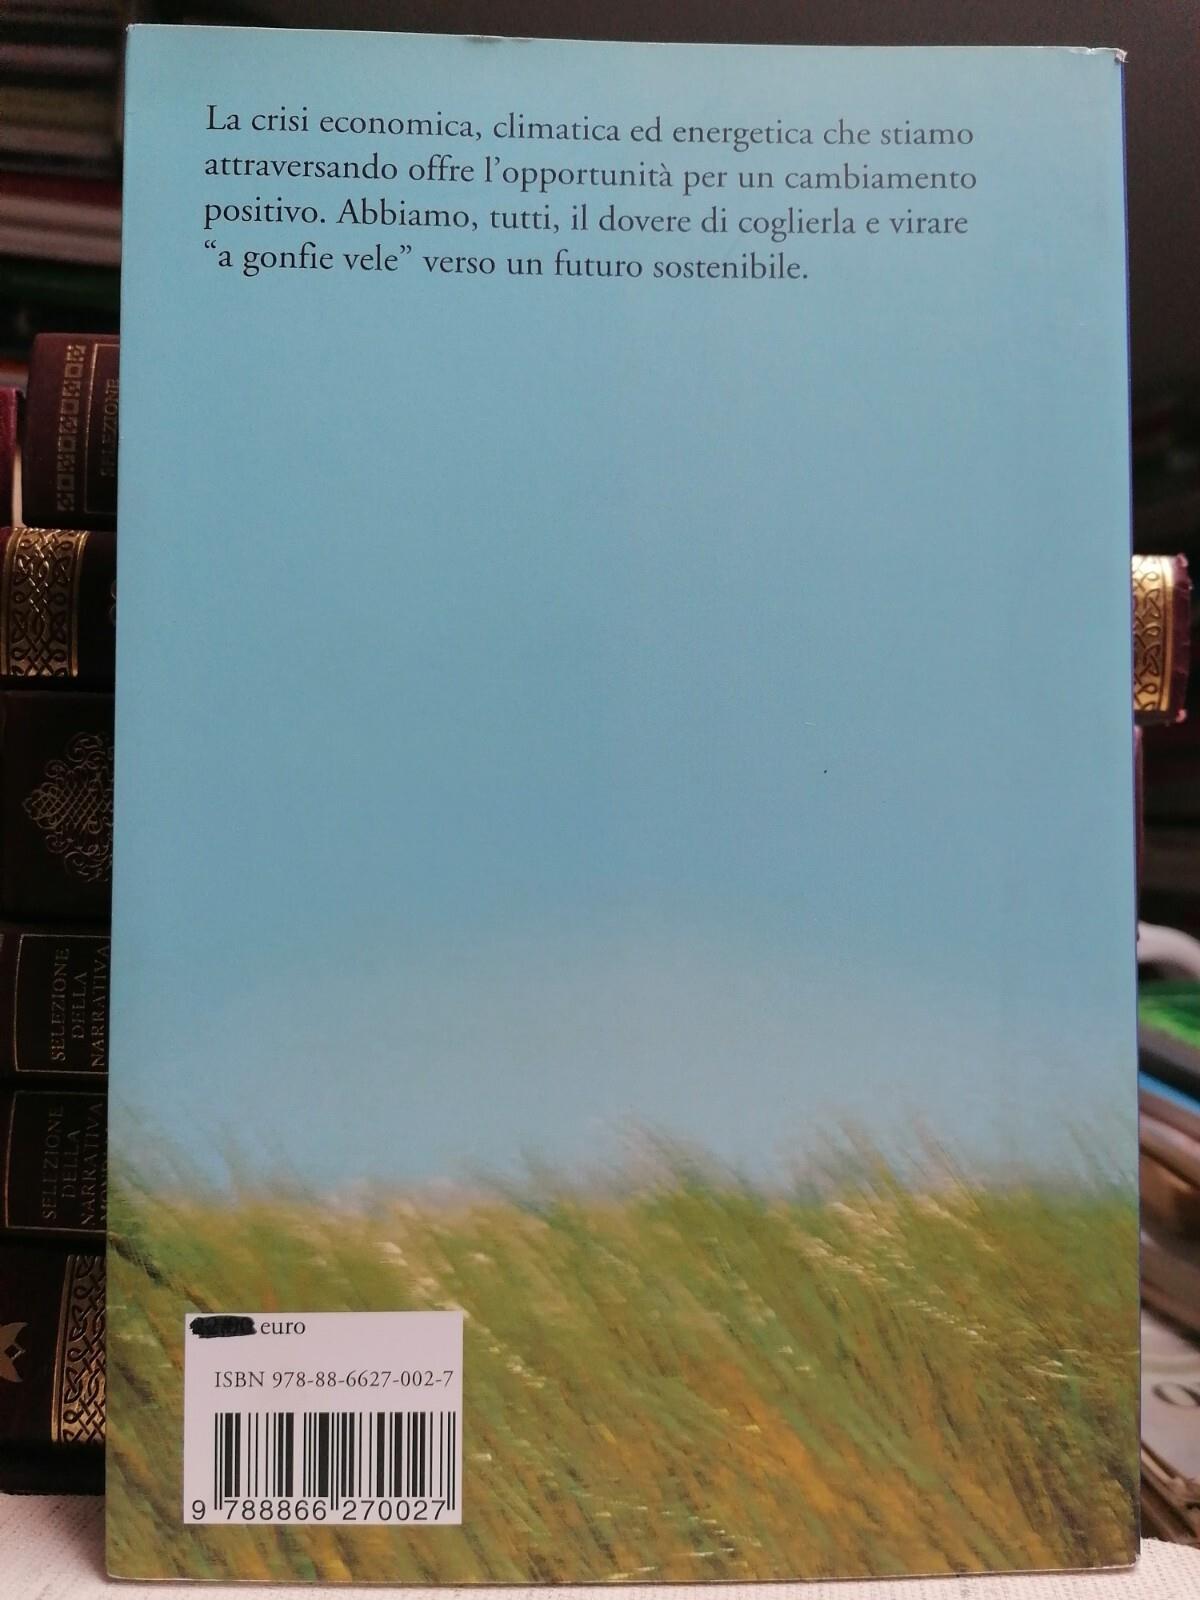 La crisi economica, climatica ed energetica che stiamo
attraversando offre l'opportunità per un cambiamento
positivo. Abbiamo, tutti, il dovere di coglierla e virare
“a gonfie vele” verso un futuro sostenibile.
SELEZIONE
SELEZIONE
DELLA
NARRATIVA
SELEZIONE
DELLA
NARRATIVA
euro
ISBN 978-88-6627-002-7
9 788866 270027